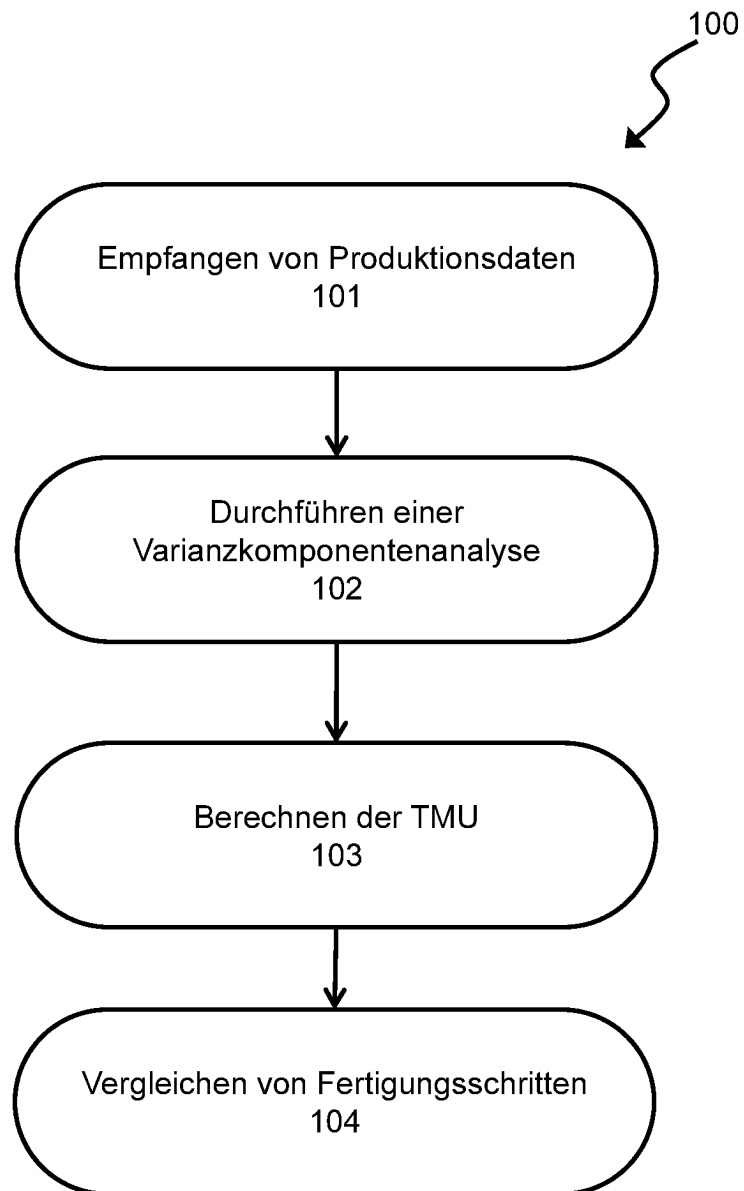 100
Empfangen von Produktionsdaten
101
Durchführen einer
Varianzkomponentenanalyse
102
Berechnen der TMU
103
Vergleichen von Fertigungsschritten
104